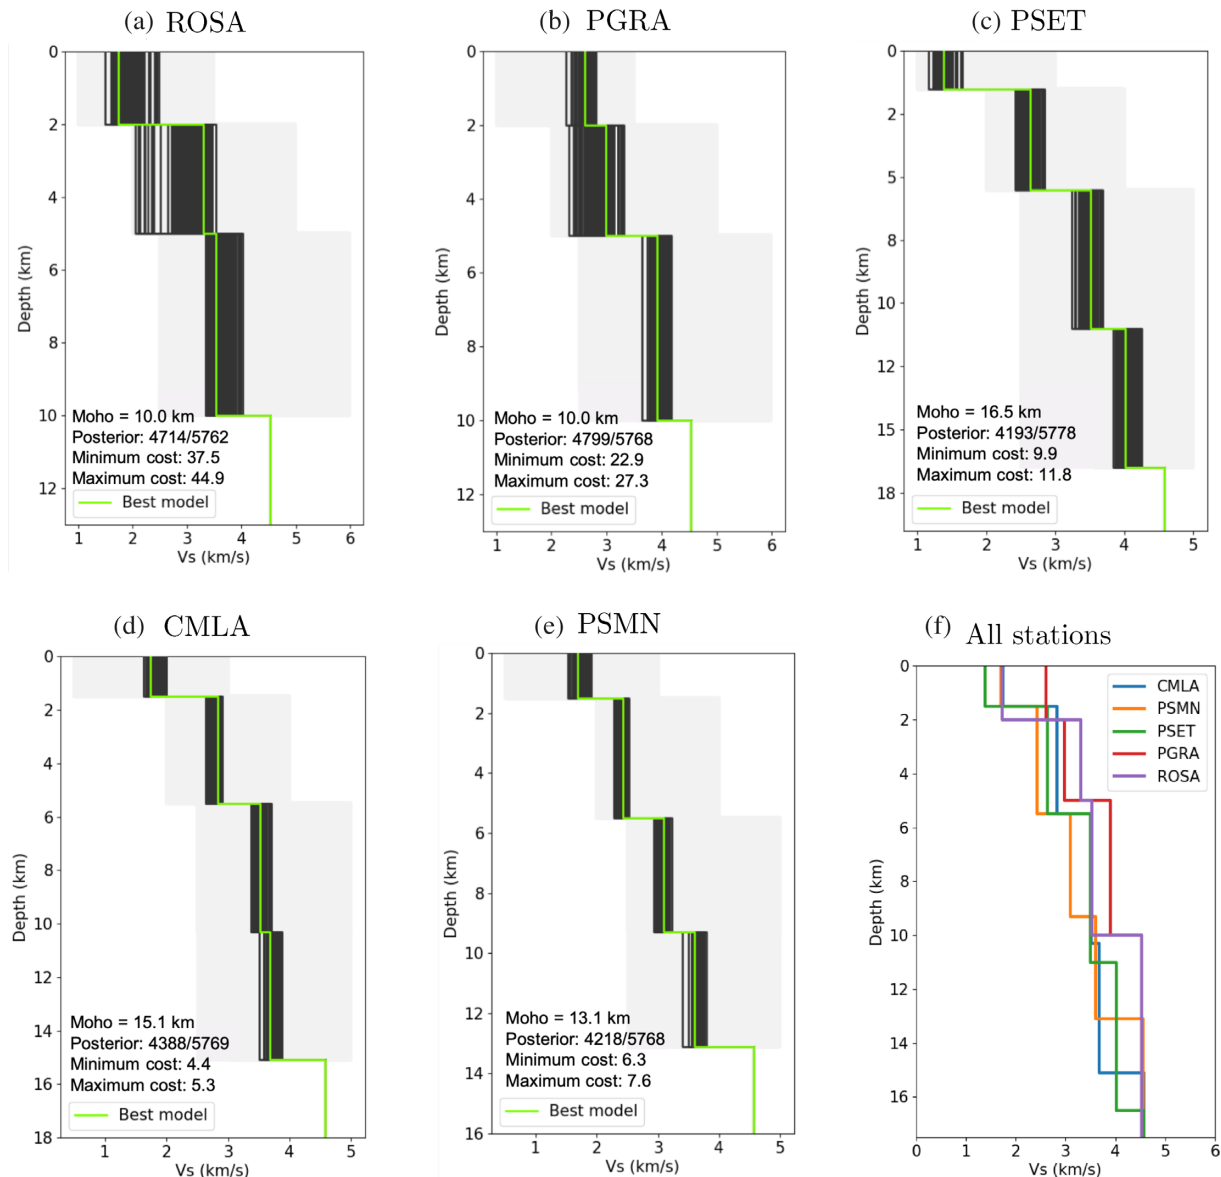 (a) ROSA
0
2
4
6
8
10
12
Depth (km)
Moho = 10.0 km
Posterior: 4714/5762
Minimum cost: 37.5
Maximum cost: 44.9
Best model
1 2 3 4 5 6
Vs (km/s)
(b) PGRA
0
2
4
6
8
10
12
Depth (km)
Moho = 10.0 km
Posterior: 4799/5768
Minimum cost: 22.9
Maximum cost: 27.3
Best model
1 2 3 4 5 6
Vs (km/s)
(c) PSET
0
2
5
8
10
12
15
18
Depth (km)
Moho = 16.5 km
Posterior: 4193/5778
Minimum cost: 9.9
Maximum cost: 11.8
Best model
1 2 3 4 5
Vs (km/s)
(d) CMLA
0
2
4
6
8
10
12
14
16
18
Depth (km)
Moho = 15.1 km
Posterior: 4388/5769
Minimum cost: 4.4
Maximum cost: 5.3
Best model
1 2 3 4 5
Vs (km/s)
(e) PSMN
0
2
4
6
8
10
12
14
16
Depth (km)
Moho = 13.1 km
Posterior: 4218/5768
Minimum cost: 6.3
Maximum cost: 7.6
Best model
1 2 3 4 5
Vs (km/s)
(f) All stations
0
2
4
6
8
10
12
14
16
Depth (km)
CMLA
PSMN
PSET
PGRA
ROSA
0 1 2 3 4 5 6
Vs (km/s)